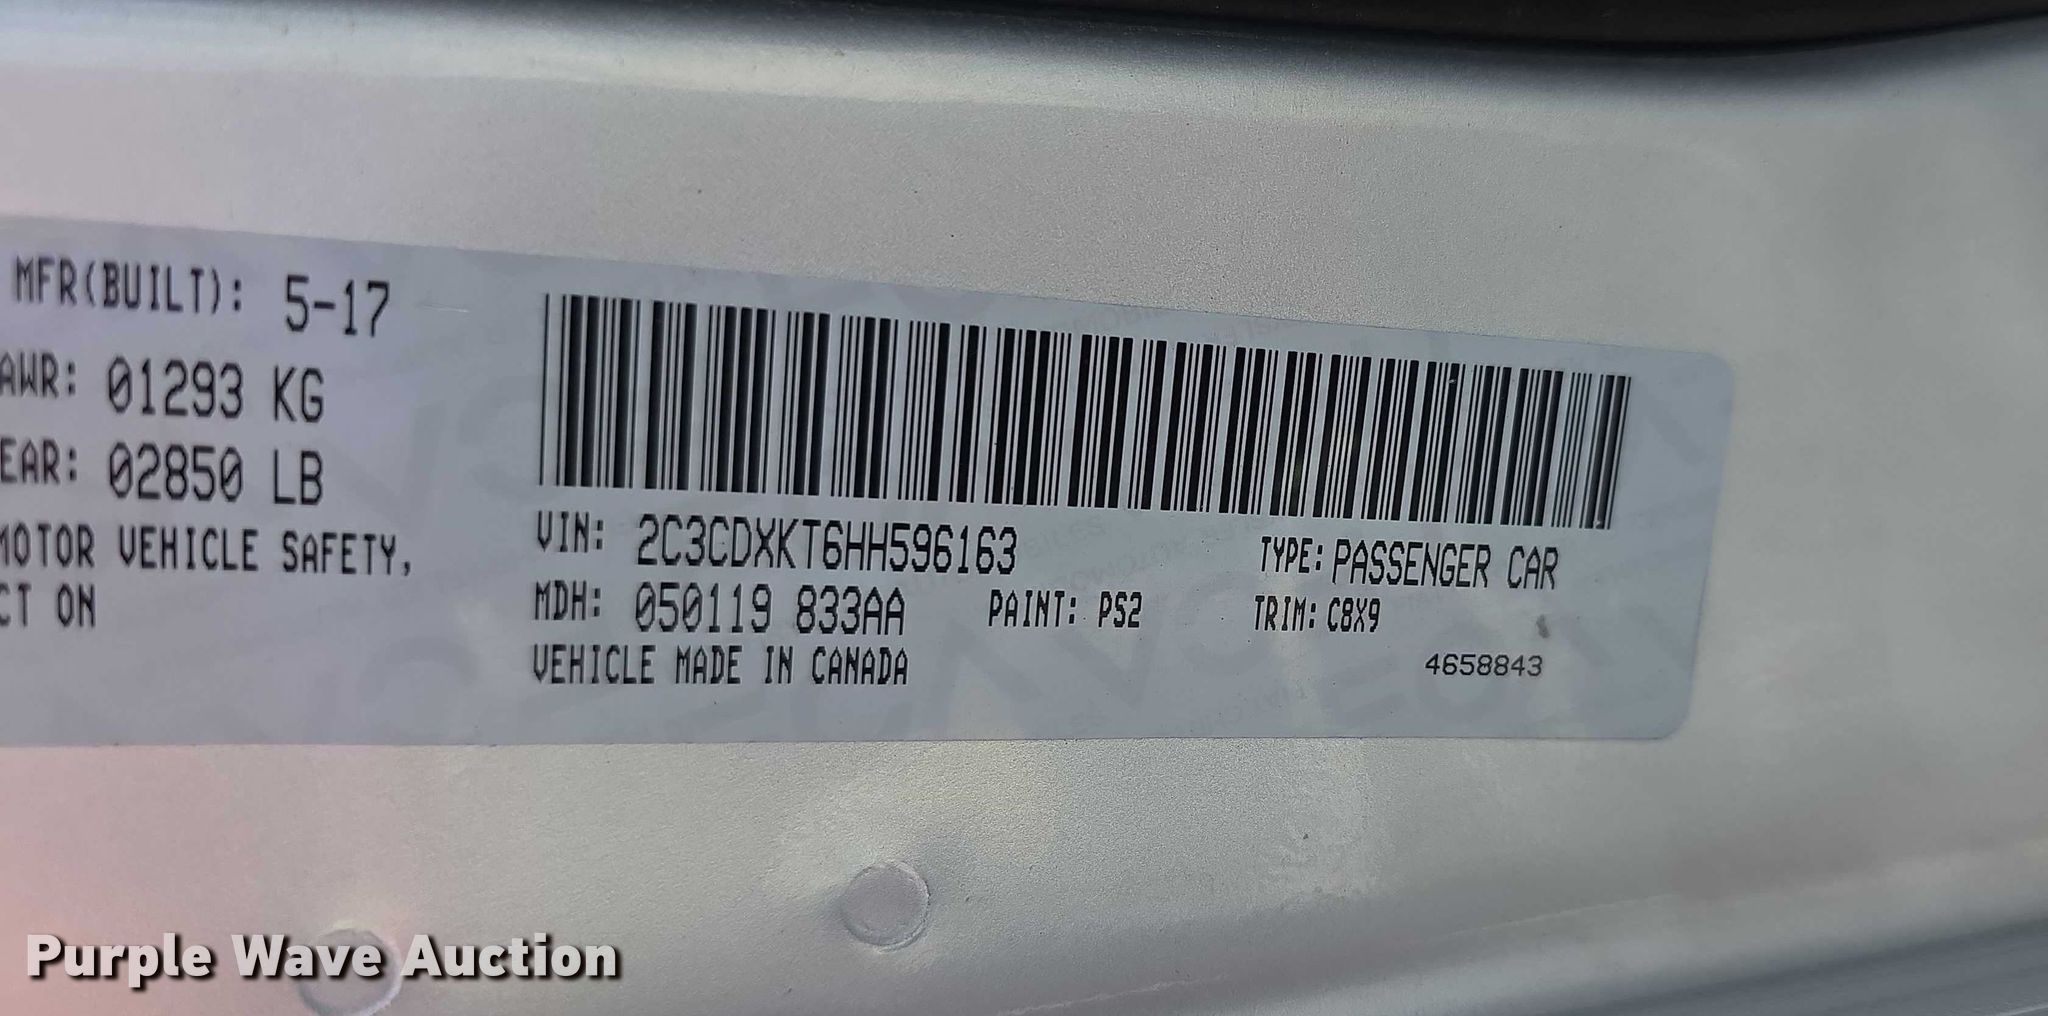 MFR(BUILT): 5-17
AWR: 01293 KG
EAR: 02850 LB
MOTOR VEHICLE SAFETY,
CT ON
VIN: 2C3CDXKT6HH596163 TYPE: PASSENGER CAR
MDH: 050119 833AA PAINT: PS2 TRIM: C8X9
VEHICLE MADE IN CANADA
4658843
Purple Wave Auction